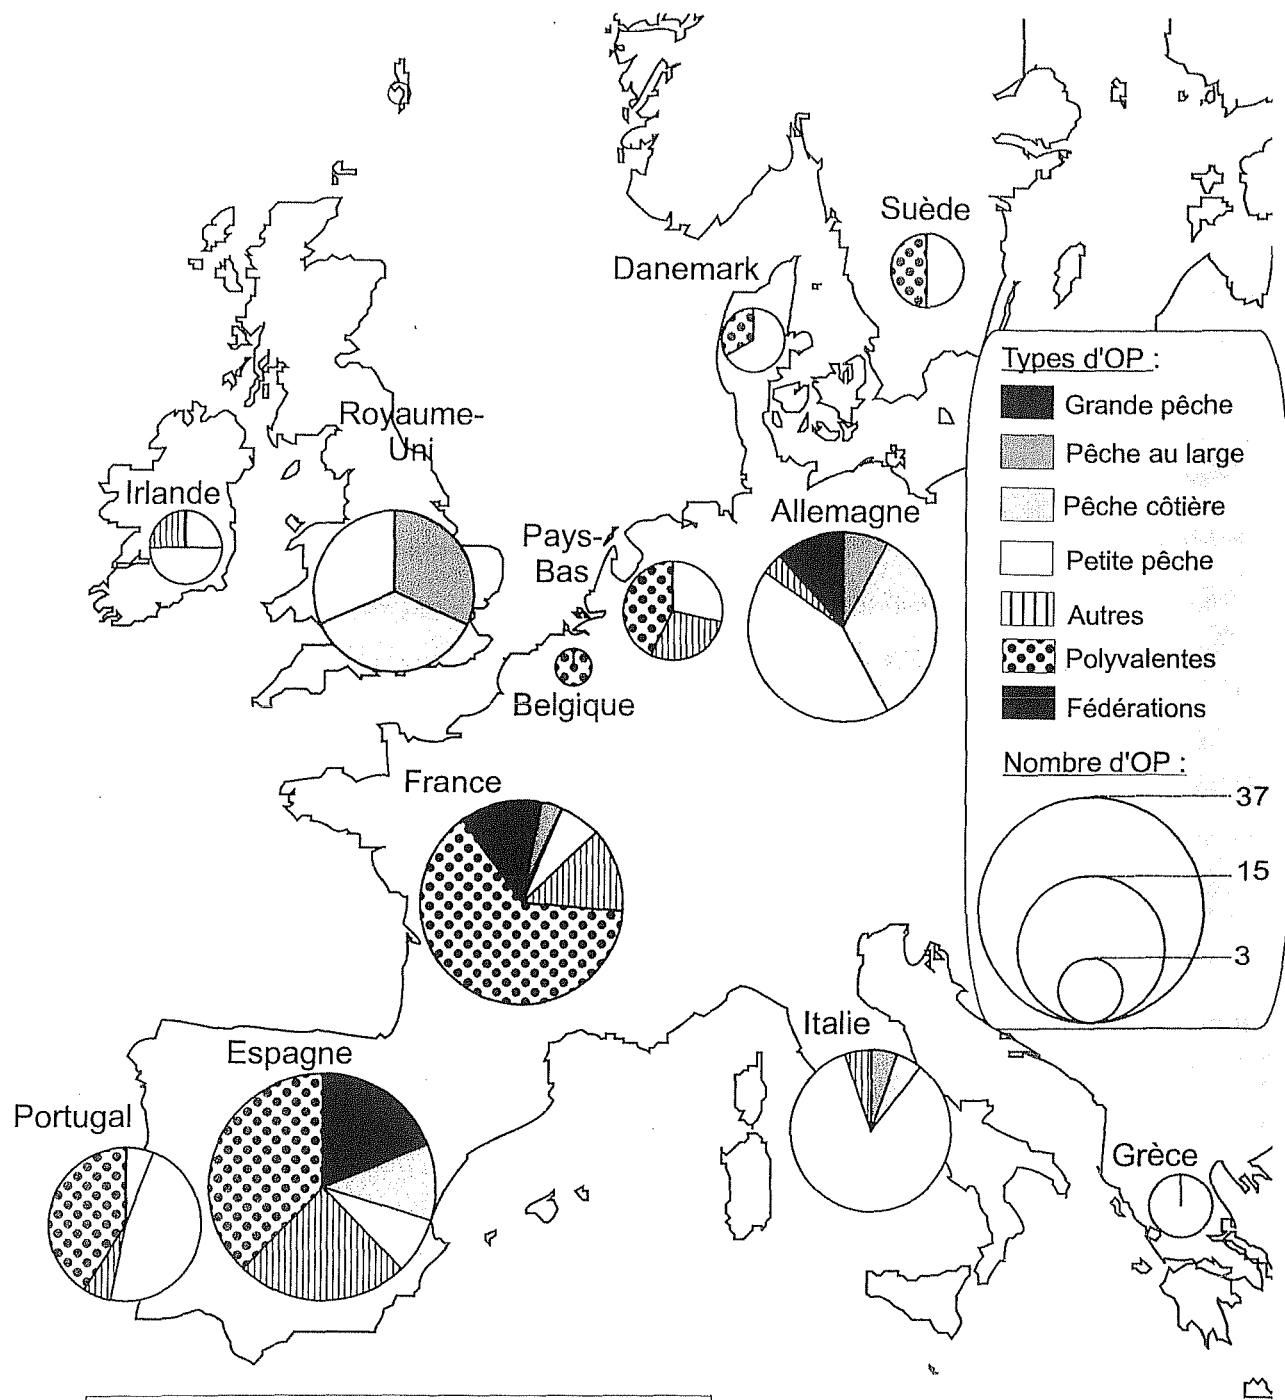 Suède
Danemark
Royaume-
Uni
Irlande
Pays-
Bas
Allemagne
Belgique
France
Espagne
Portugal
Italie
Grèce
Types d'OP :
Grande pêche
Pêche au large
Pêche côtière
Petite pêche
Autres
Polyvalentes
Fédérations
Nombre d'OP :
37
15
3